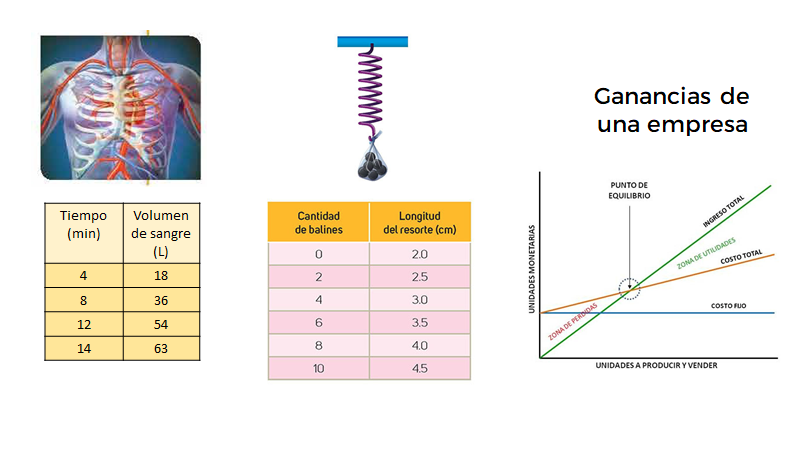 Tiempo
(min)
Volumen
de sangre
(L)
4 18
8 36
12 54
14 63
Cantidad
de balines
Longitud
del resorte (cm)
0 2.0
2 2.5
4 3.0
6 3.5
8 4.0
10 4.5
Ganancias de
una empresa
PUNTO DE
EQUILIBRIO
INGRESO TOTAL
ZONA DE UTILIDADES
COSTO TOTAL
COSTO FIJO
ZONA DE PERDIDAS
UNIDADES MONETARIAS
UNIDADES A PRODUCIR Y VENDER